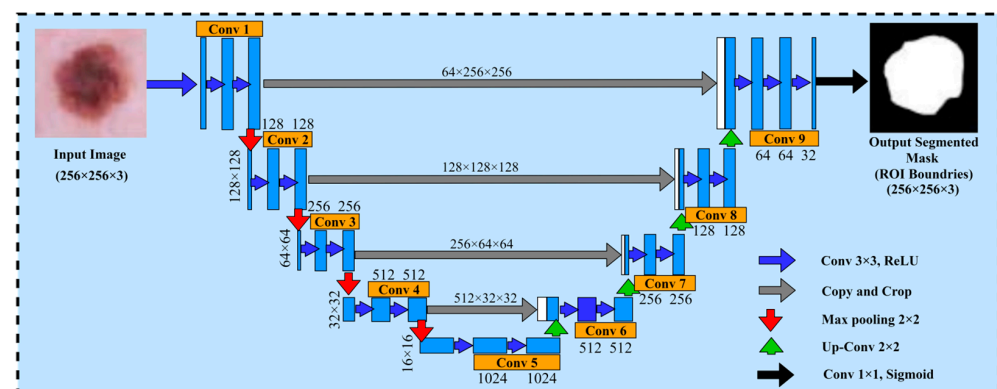 Conv 1
64×256×256
Input Image
(256×256×3)
128 128
Conv 2
128×128
128×128×128
256 256
Conv 3
64×64
256×64×64
512 512
Conv 4
32×32
512×32×32
16×16
Conv 5
1024 1024
Conv 6
512 512
Conv 7
256 256
Conv 8
128 128
Conv 9
64 64 32
Output Segmented
Mask
(ROI Boundries)
(256×256×3)
Conv 3×3, ReLU
Copy and Crop
Max pooling 2×2
Up-Conv 2×2
Conv 1×1, Sigmoid